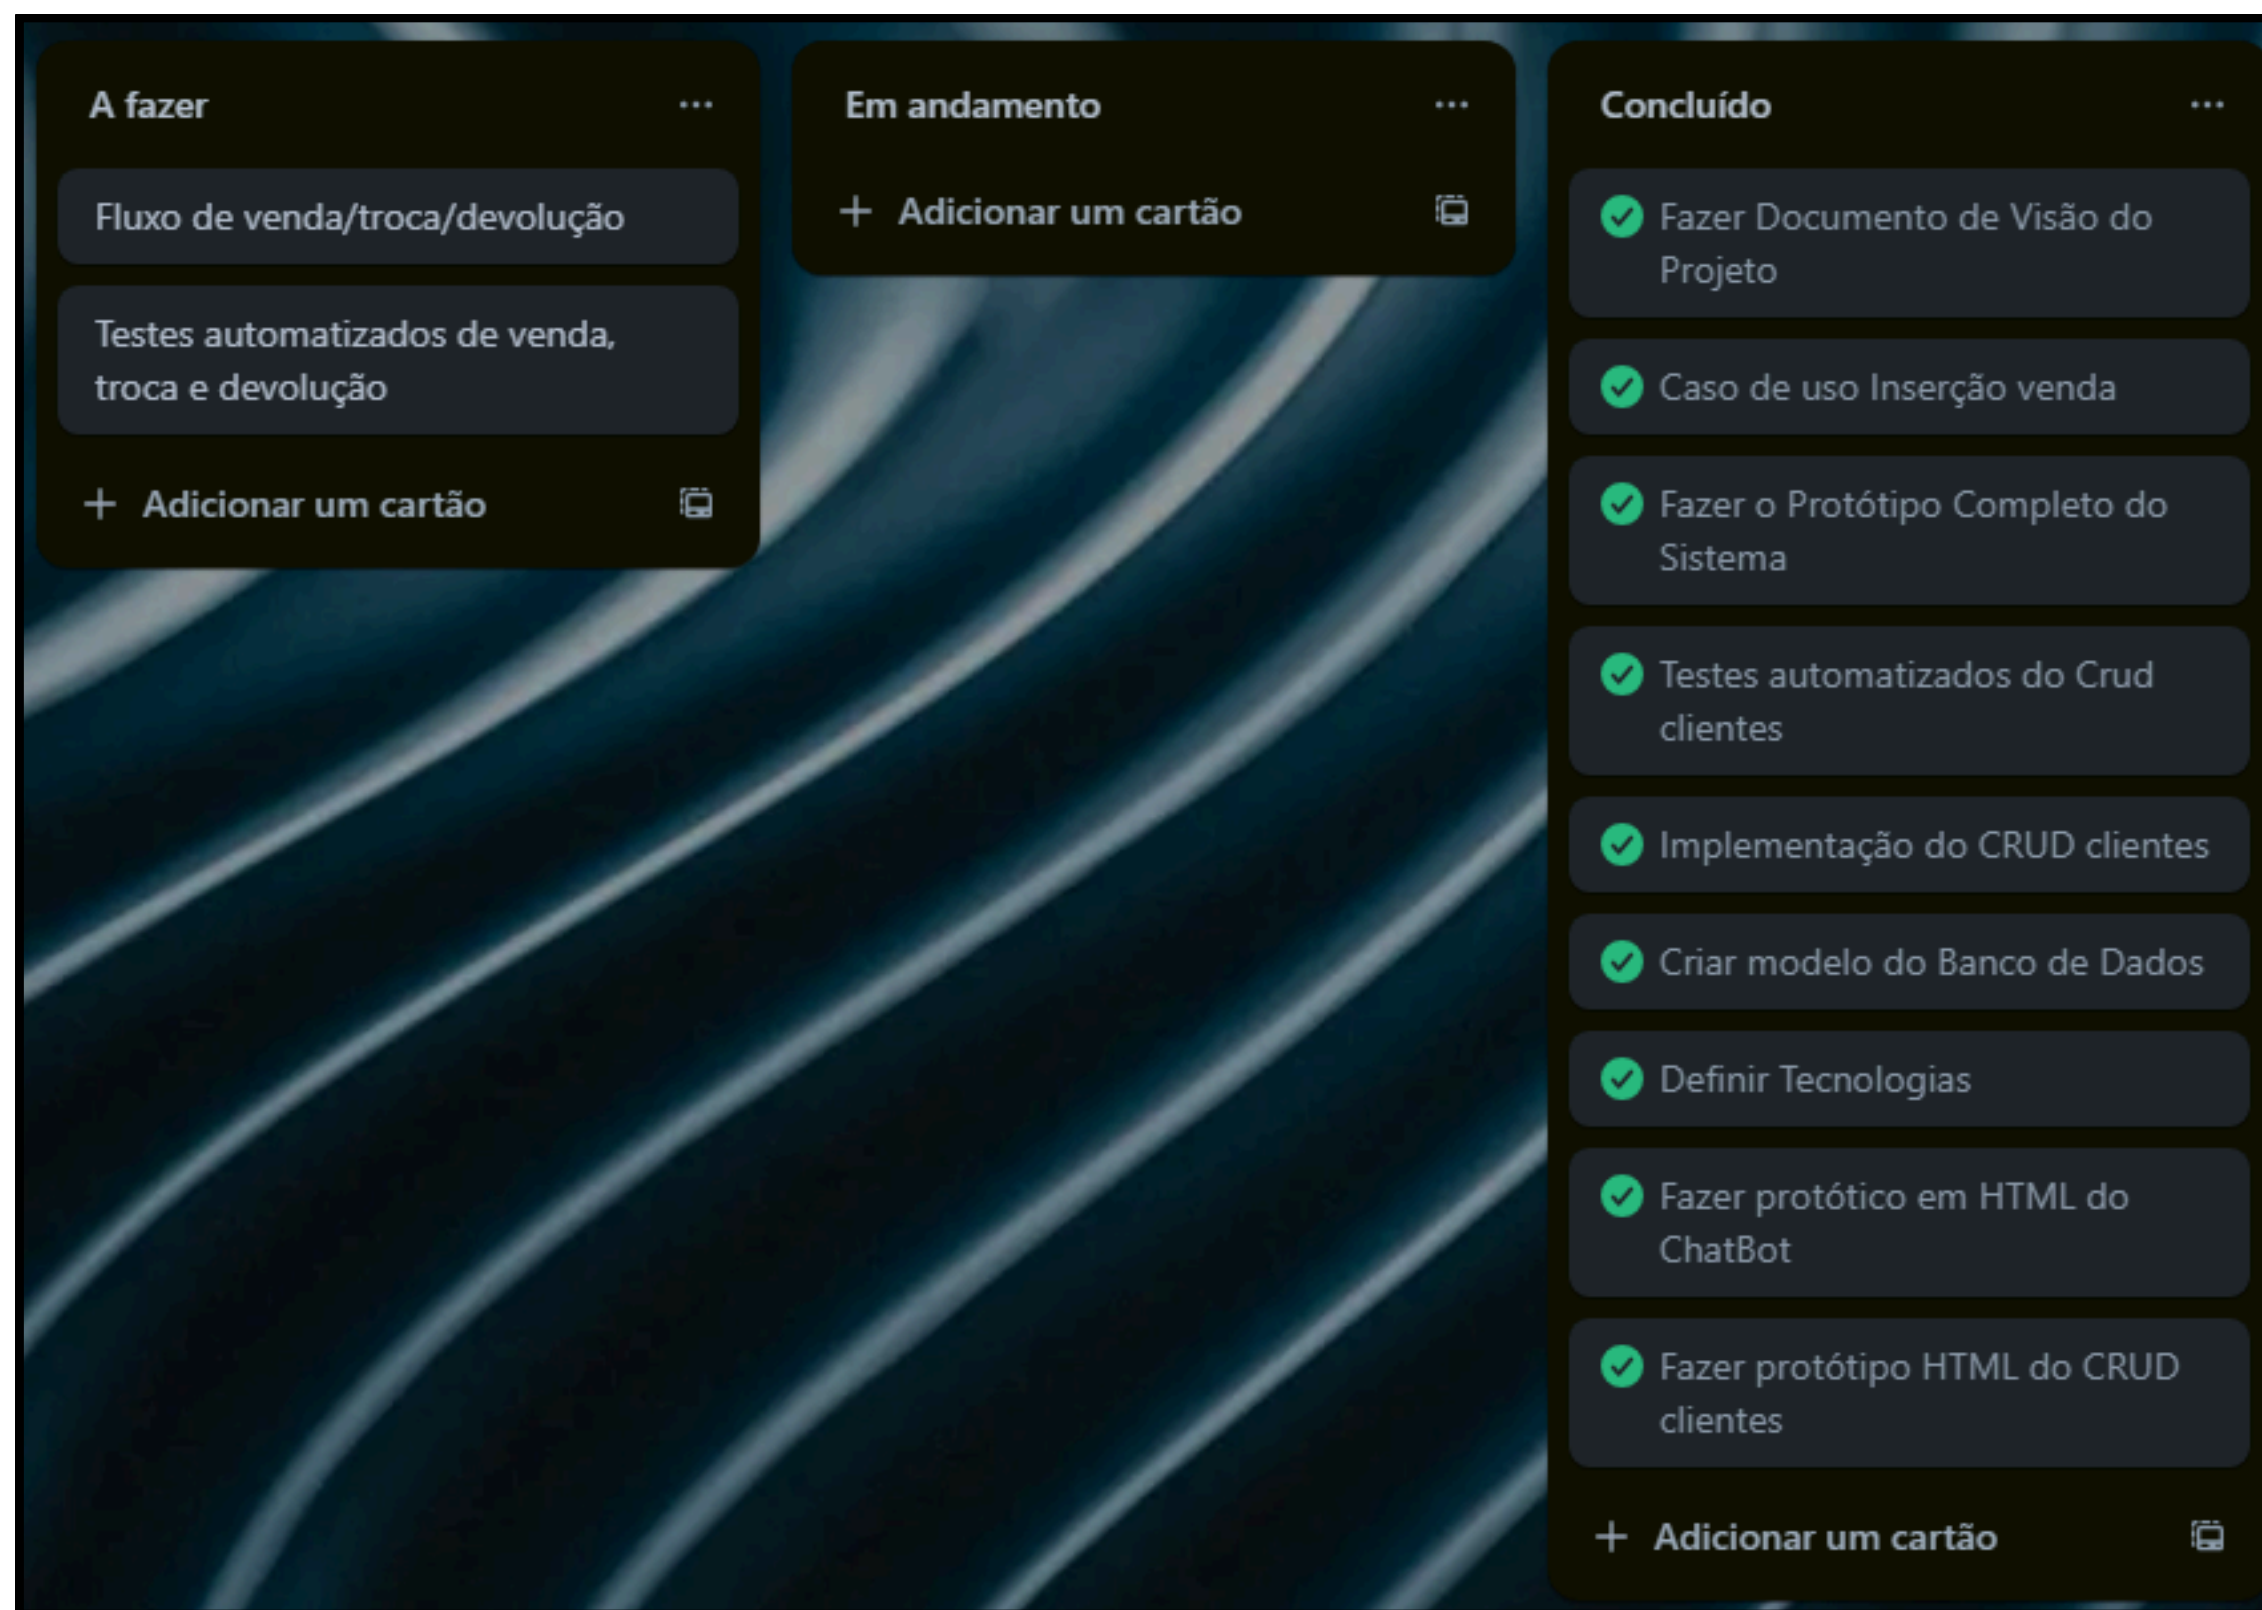 A fazer
Fluxo de venda/troca/devolução
Testes automatizados de venda,
troca e devolução
Adicionar um cartão
Em andamento
Adicionar um cartão
Concluído
Fazer Documento de Visão do
Projeto
Caso de uso Inserção venda
Fazer o Protótipo Completo do
Sistema
Testes automatizados do Crud
clientes
Implementação do CRUD clientes
Criar modelo do Banco de Dados
Definir Tecnologias
Fazer protótico em HTML do
ChatBot
Fazer protótipo HTML do CRUD
clientes
Adicionar um cartão